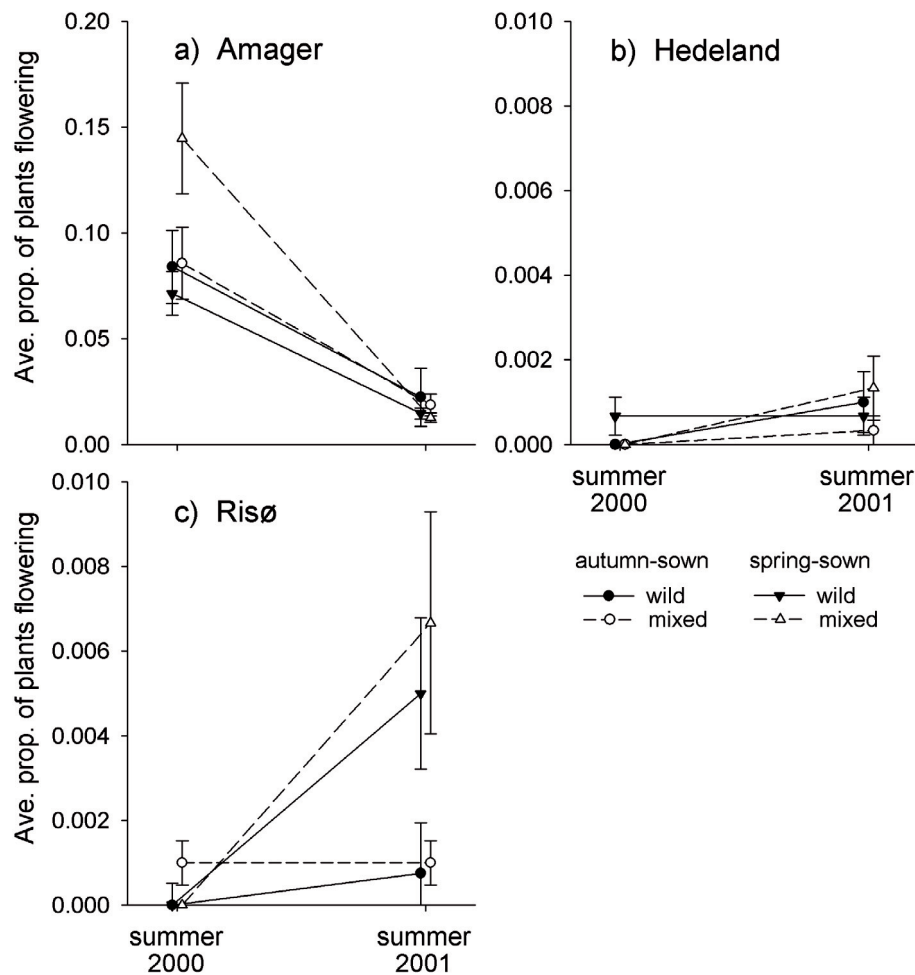 a) Amager
Ave. prop. of plants flowering
0.20
0.15
0.10
0.05
0.00
b) Hedeland
0.010
0.008
0.006
0.004
0.002
0.000
summer 2000
summer 2001
c) Risø
Ave. prop. of plants flowering
0.010
0.008
0.006
0.004
0.002
0.000
summer 2000
summer 2001
autumn-sown spring-sown
wild wild
mixed mixed